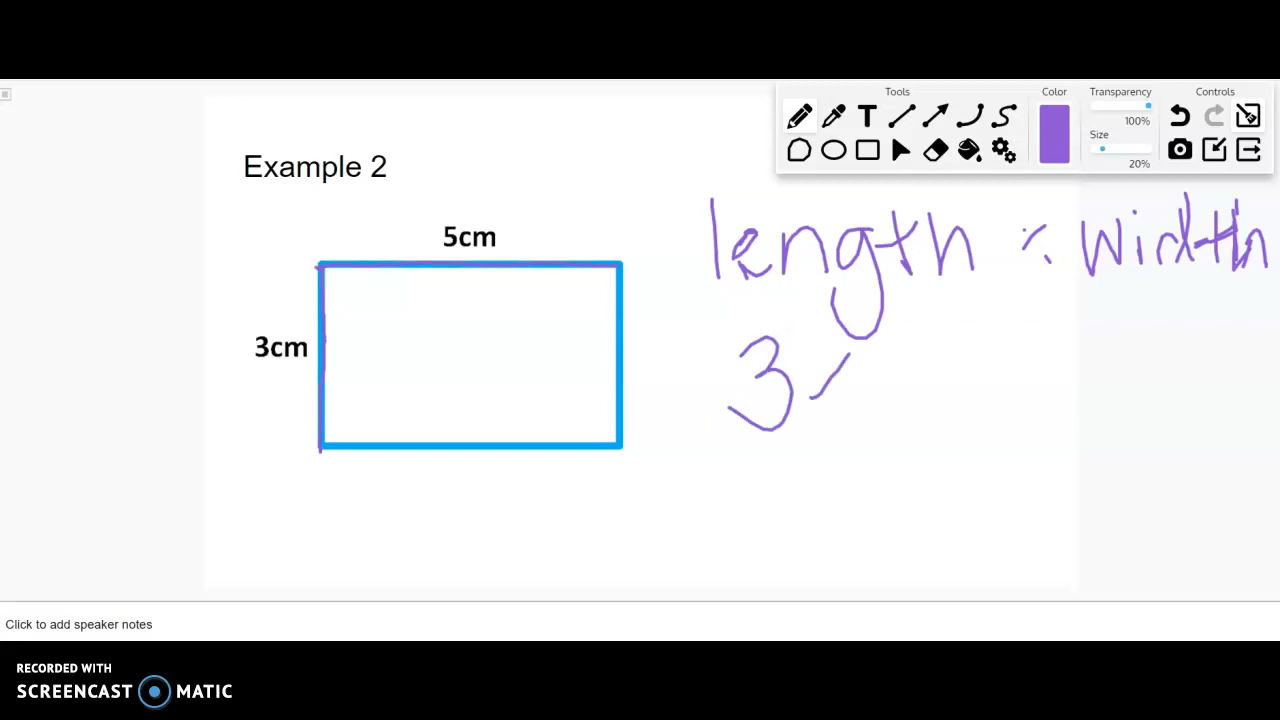 Tools
Color
Transparency
Controls
100%
Size
20%
T
Example 2
5cm
3cm
length × width
3
Click to add speaker notes
RECORDED WITH
SCREENCAST MATIC